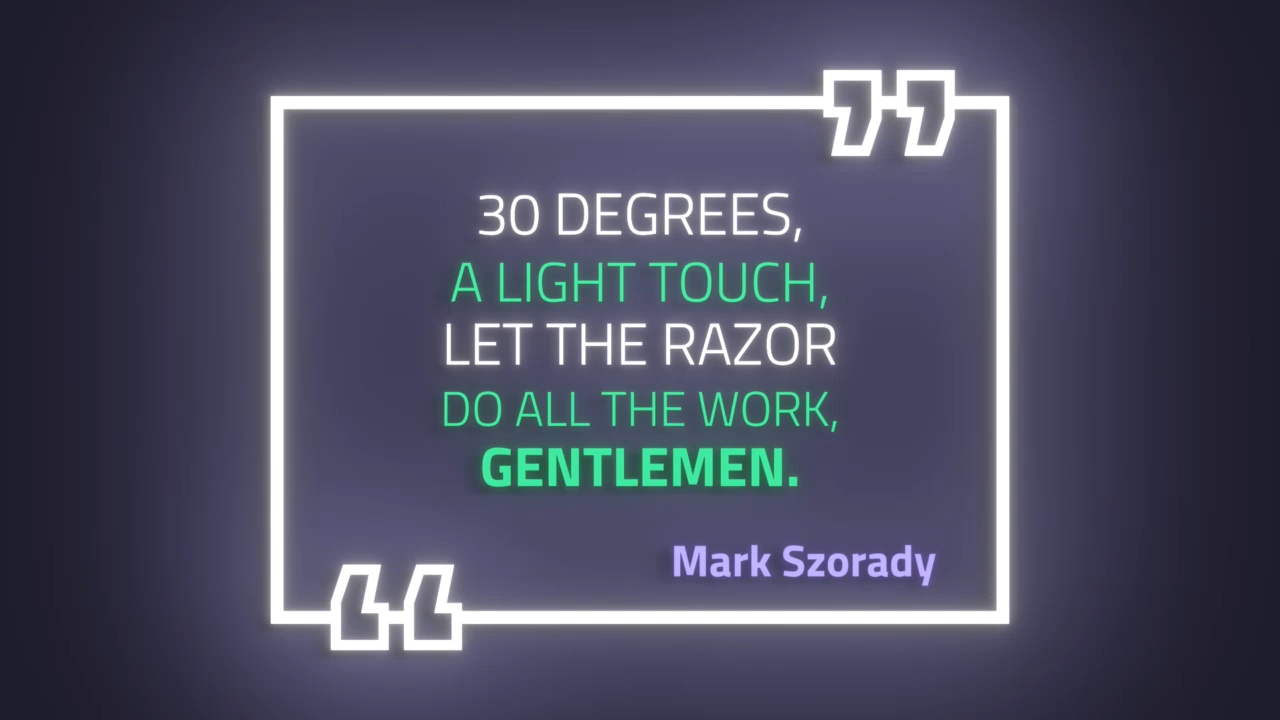 30 DEGREES,
A LIGHT TOUCH,
LET THE RAZOR
DO ALL THE WORK,
GENTLEMEN.
Mark Szorady